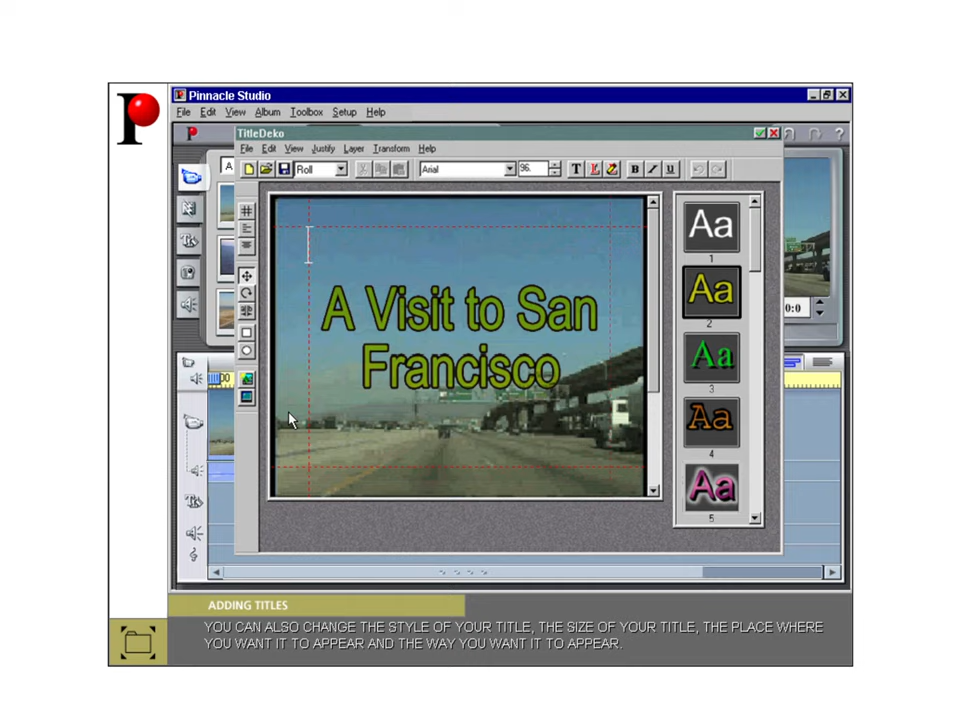 Pinnacle Studio
File Edit View Album Toolbox Setup Help
TitleDeko
File Edit View Justify Layer Transform Help
Roll Arial 96. T B I U
A
Aa
1
Aa
2
Aa
3
Aa
4
Aa
5
A Visit to San
Francisco
0:0
ADDING TITLES
YOU CAN ALSO CHANGE THE STYLE OF YOUR TITLE, THE SIZE OF YOUR TITLE, THE PLACE WHERE
YOU WANT IT TO APPEAR AND THE WAY YOU WANT IT TO APPEAR.